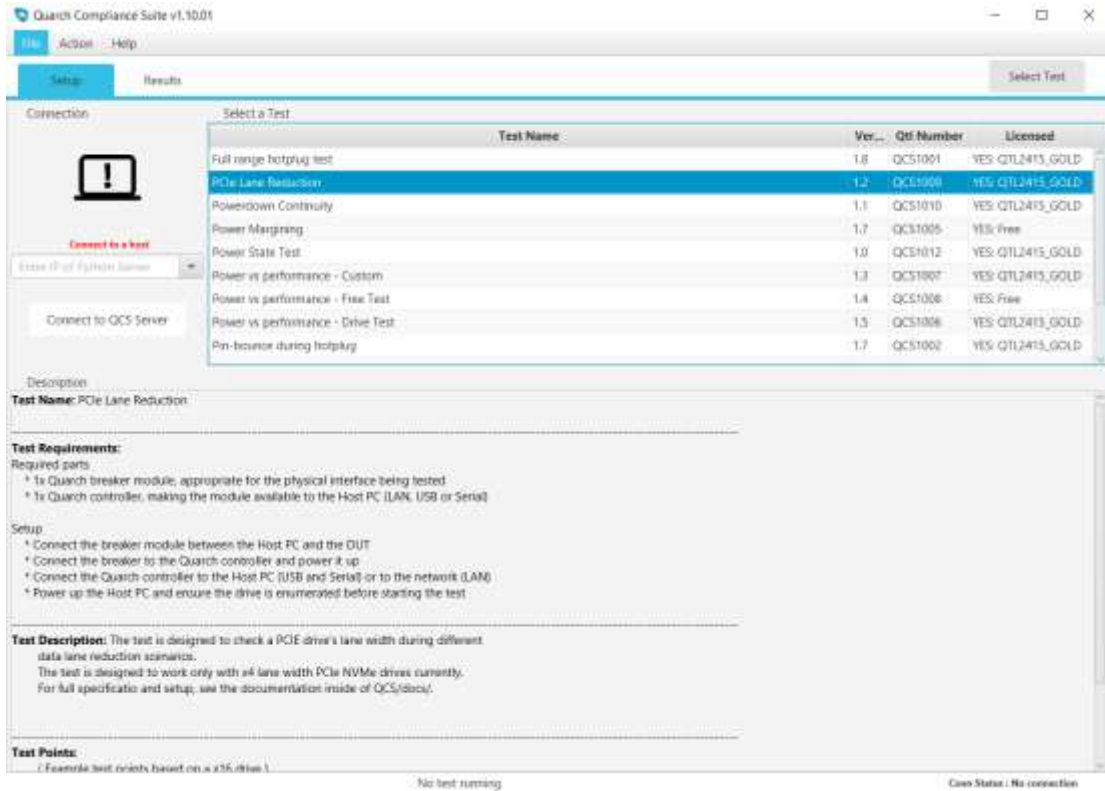 Quarch Compliance Suite v1.10.01
File Action Help
Setup Results Select Test
Connection Select a Test
Test Name Ver... Qtl Number Licensed
Full range hotplug test 1.8 QCS1001 YES: QTL2415_GOLD
PCIe Lane Reduction 1.2 QCS1009 YES: QTL2415_GOLD
Powerdown Continuity 1.1 QCS1010 YES: QTL2415_GOLD
Power Margining 1.7 QCS1005 YES: Free
Power State Test 1.0 QCS1012 YES: QTL2415_GOLD
Power vs performance - Custom 1.3 QCS1007 YES: QTL2415_GOLD
Power vs performance - Free Test 1.4 QCS1008 YES: Free
Power vs performance - Drive Test 1.5 QCS1006 YES: QTL2415_GOLD
Pin-bounce during hotplug 1.7 QCS1002 YES: QTL2415_GOLD
Connect to a host
Enter IP of Python Server
Connect to QCS Server
Description
Test Name: PCIe Lane Reduction
Test Requirements:
Required parts
* 1x Quarch breaker module, appropriate for the physical interface being tested
* 1x Quarch controller, making the module available to the Host PC (LAN, USB or Serial)
Setup
* Connect the breaker module between the Host PC and the DUT
* Connect the breaker to the Quarch controller and power it up
* Connect the Quarch controller to the Host PC (USB and Serial) or to the network (LAN)
* Power up the Host PC and ensure the drive is enumerated before starting the test
Test Description: The test is designed to check a PCIE drive's lane width during different
data lane reduction scenarios.
The test is designed to work only with x4 lane width PCIe NVMe drives currently.
For full specificatio and setup, see the documentation inside of QCS/docs/.
Test Points:
( Example test points based on a x16 drive )
No test running Conn Status : No connection